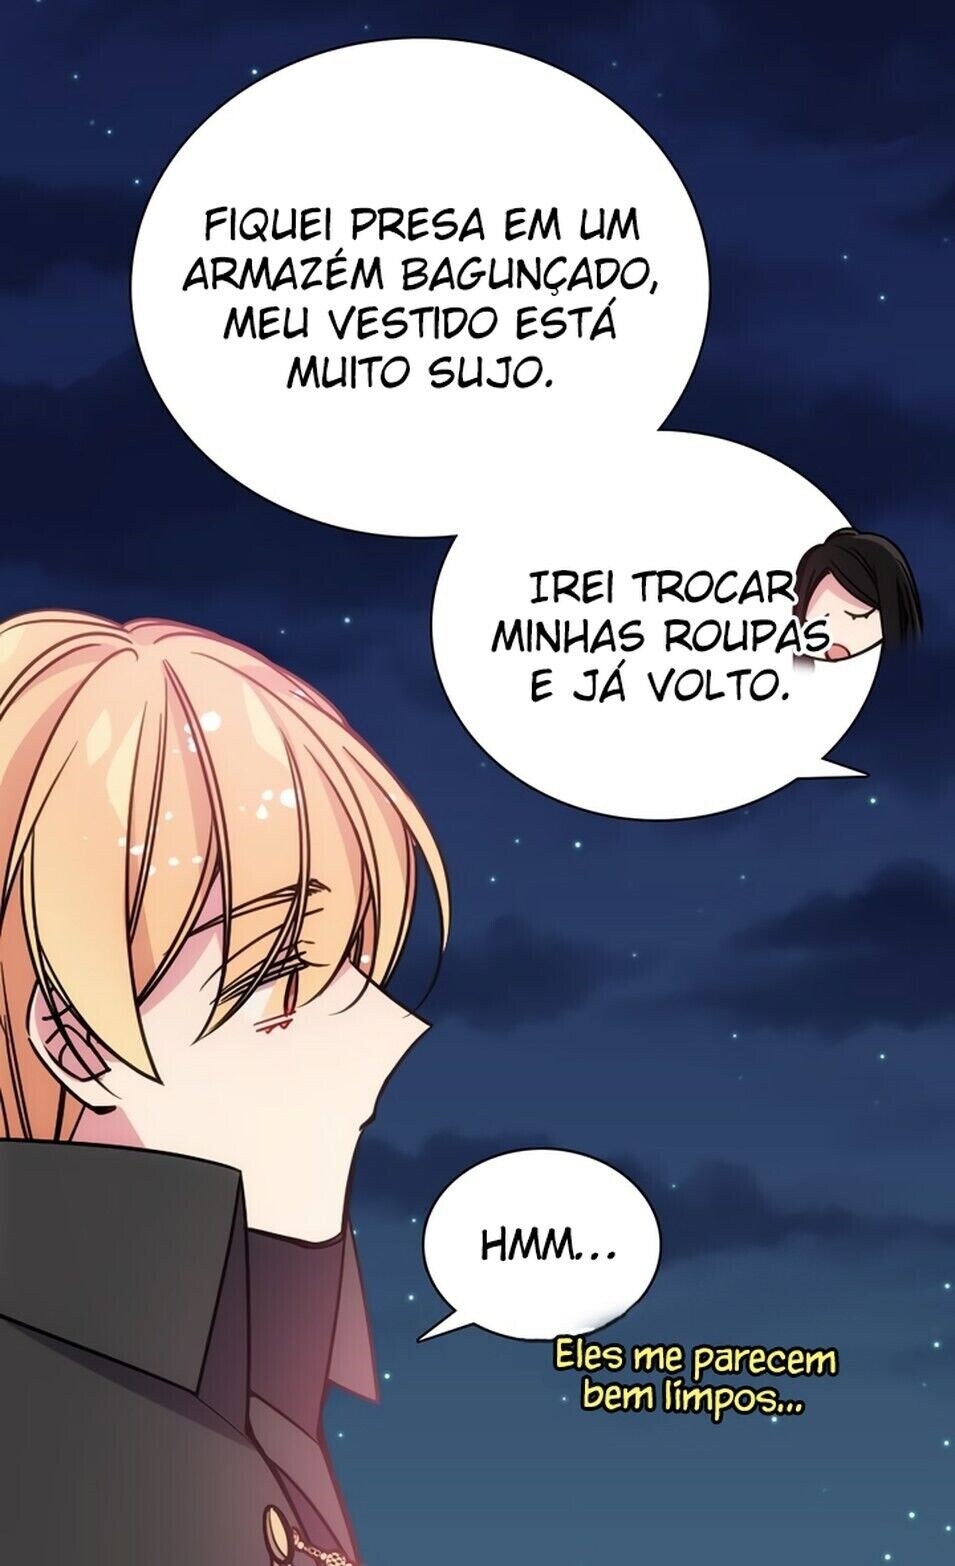 FIQUEI PRESA EM UM
ARMAZÉM BAGUNÇADO,
MEU VESTIDO ESTÁ
MUITO SUJO.
IREI TROCAR
MINHAS ROUPAS
E JÁ VOLTO.
HMM...
Eles me parecem
bem limpos...